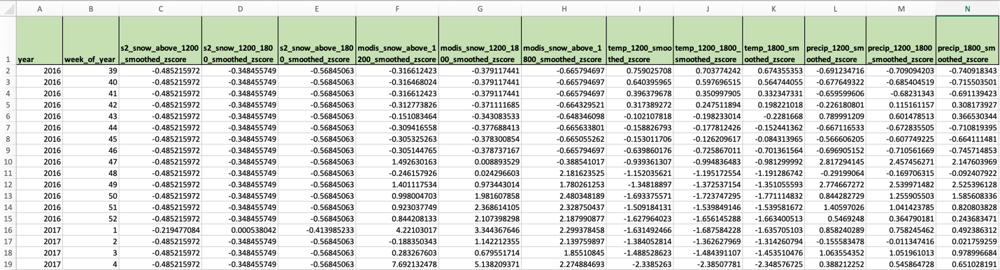 A B C D E F G H I J K L M N
s2_snow_above_1200 s2_snow_1200_180 s2_snow_above_180 modis_snow_above_1 modis_snow_1200_18 modis_snow_above_1 temp_1200_smoo temp_1200_1800_ temp_1800_sm precip_1200_sm precip_1200_1800 precip_1800_sm
1 year week_of_year _smoothed_zscore 0_smoothed_zscore 0_smoothed_zscore 200_smoothed_zscore 00_smoothed_zscore 800_smoothed_zscore thed_zscore smoothed_zscore oothed_zscore oothed_zscore _smoothed_zscore oothed_zscore
2 2016 39 -0.485215972 -0.348455749 -0.56845063 -0.316612423 -0.379117441 -0.665794697 0.759025708 0.703774242 0.674355353 -0.691234716 -0.709094203 -0.740918343
3 2016 40 -0.485215972 -0.348455749 -0.56845063 -0.316468024 -0.379117441 -0.665794697 0.640395965 0.597696515 0.564744055 -0.677649322 -0.685404519 -0.715503501
4 2016 41 -0.485215972 -0.348455749 -0.56845063 -0.316612423 -0.379117441 -0.665794697 0.396379678 0.350997905 0.332347331 -0.659599606 -0.68231343 -0.691139423
5 2016 42 -0.485215972 -0.348455749 -0.56845063 -0.312773826 -0.371111685 -0.664329521 0.317389272 0.247511894 0.198221018 -0.226180801 0.115161157 0.308173927
6 2016 43 -0.485215972 -0.348455749 -0.56845063 -0.151083464 -0.343083533 -0.648346098 -0.102107818 -0.198233014 -0.2281668 0.789991209 0.601478513 0.366530344
7 2016 44 -0.485215972 -0.348455749 -0.56845063 -0.309416558 -0.377688413 -0.665633801 -0.158826793 -0.177812426 -0.152441362 -0.667116533 -0.672835505 -0.710819395
8 2016 45 -0.485215972 -0.348455749 -0.56845063 -0.305325263 -0.378300854 -0.665055262 -0.153011706 -0.126209617 -0.084313965 -0.566606205 -0.607749225 -0.664111481
9 2016 46 -0.485215972 -0.348455749 -0.56845063 -0.305144765 -0.378737167 -0.665794697 -0.639860176 -0.725867011 -0.701361564 -0.696905152 -0.710561669 -0.745714853
10 2016 47 -0.485215972 -0.348455749 -0.56845063 1.492630163 0.008893529 -0.388541017 -0.939361307 -0.994836483 -0.981299992 2.817294145 2.457456271 2.147603969
11 2016 48 -0.485215972 -0.348455749 -0.56845063 -0.246157926 0.024296603 2.181623525 -1.152035621 -1.195172554 -1.191286742 -0.29199064 -0.169706315 -0.092407922
12 2016 49 -0.485215972 -0.348455749 -0.56845063 1.401117534 0.973443014 1.780261253 -1.34818897 -1.372537154 -1.351055593 2.774667272 2.539971482 2.525396128
13 2016 50 -0.485215972 -0.348455749 -0.56845063 0.998004703 1.981607858 2.480348189 -1.693375571 -1.723747295 -1.771114832 0.844282729 1.255905503 1.585608336
14 2016 51 -0.485215972 -0.348455749 -0.56845063 0.923037749 2.368614105 2.328750437 -1.509184131 -1.539849146 -1.539581672 1.40597026 1.041423785 0.820803828
15 2016 52 -0.485215972 -0.348455749 -0.56845063 0.844208133 2.107398298 2.187990877 -1.627964023 -1.656145288 -1.663400513 0.5469248 0.364790181 0.243683471
16 2017 1 -0.219477084 0.000538042 -0.413985233 4.22103017 3.344367646 2.299378458 -1.631492466 -1.687584228 -1.635705103 0.858240289 0.758245462 0.492386312
17 2017 2 -0.485215972 -0.348455749 -0.56845063 -0.188350343 1.142212355 2.139759897 -1.384052814 -1.362627969 -1.314260794 -0.155583478 -0.011347416 0.021759259
18 2017 3 -0.485215972 -0.348455749 -0.56845063 0.283267603 0.679551714 1.85510845 -1.488528623 -1.484391107 -1.453510476 1.063554352 1.051961013 0.978996684
19 2017 4 -0.485215972 -0.348455749 -0.56845063 7.692132478 5.138209371 2.274884693 -2.3385263 -2.38507781 -2.348576725 0.388212252 0.545864728 0.651028191